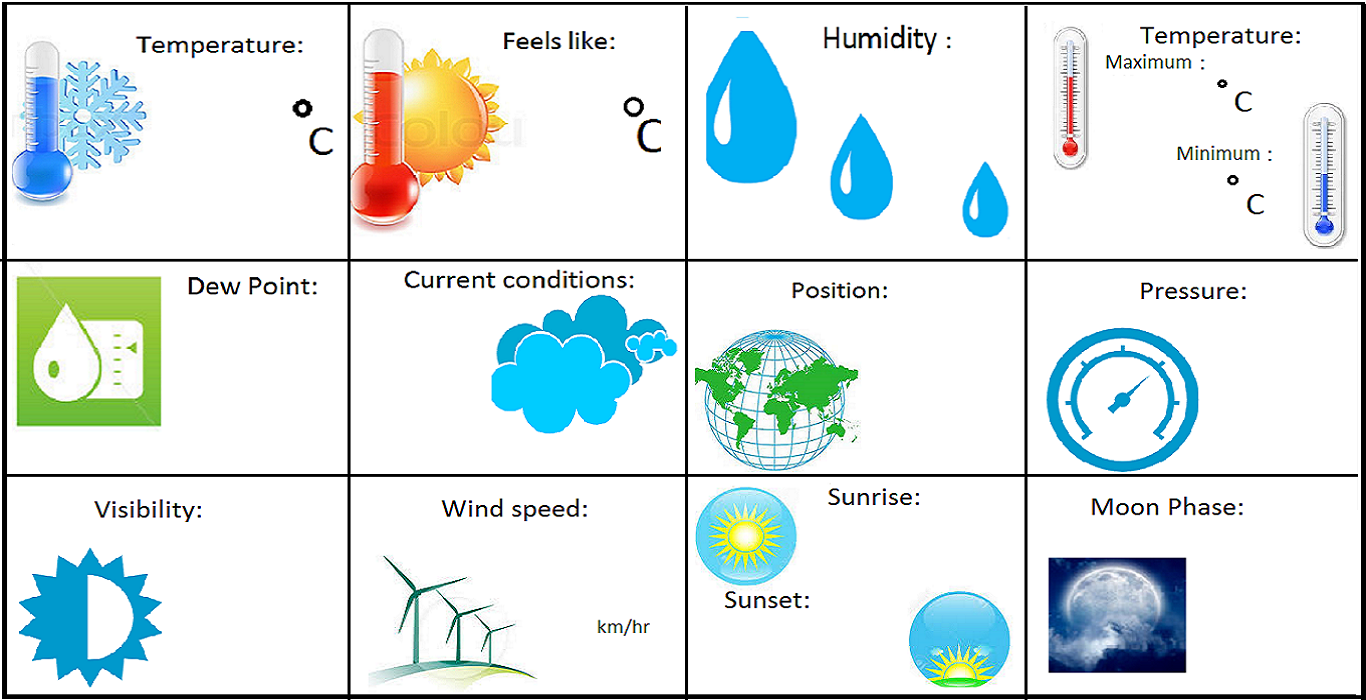 Temperature:
°C
Feels like:
°C
Humidity :
Temperature:
Maximum :
°C
Minimum :
°C
Dew Point:
Current conditions:
Position:
Pressure:
Visibility:
Wind speed:
km/hr
Sunrise:
Sunset:
Moon Phase: